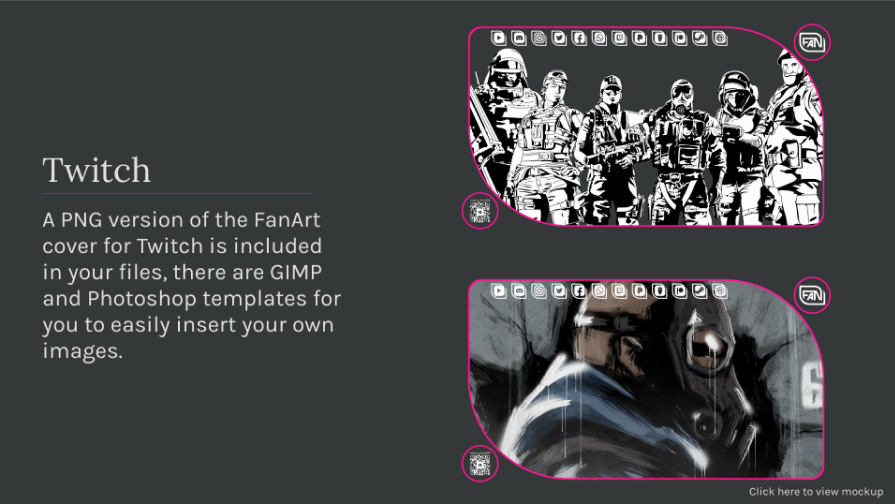 Twitch
A PNG version of the FanArt
cover for Twitch is included
in your files, there are GIMP
and Photoshop templates for
you to easily insert your own
images.
FAN
FAN
6
Click here to view mockup